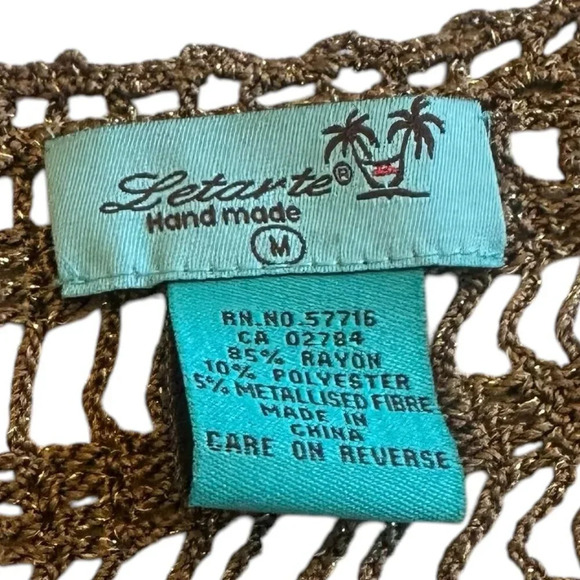 Letarte®
Hand made
M
RN.NO.57716
CA 02784
85% RAYON
10% POLYESTER
5% METALLISED FIBRE
MADE IN
CHINA
CARE ON REVERSE